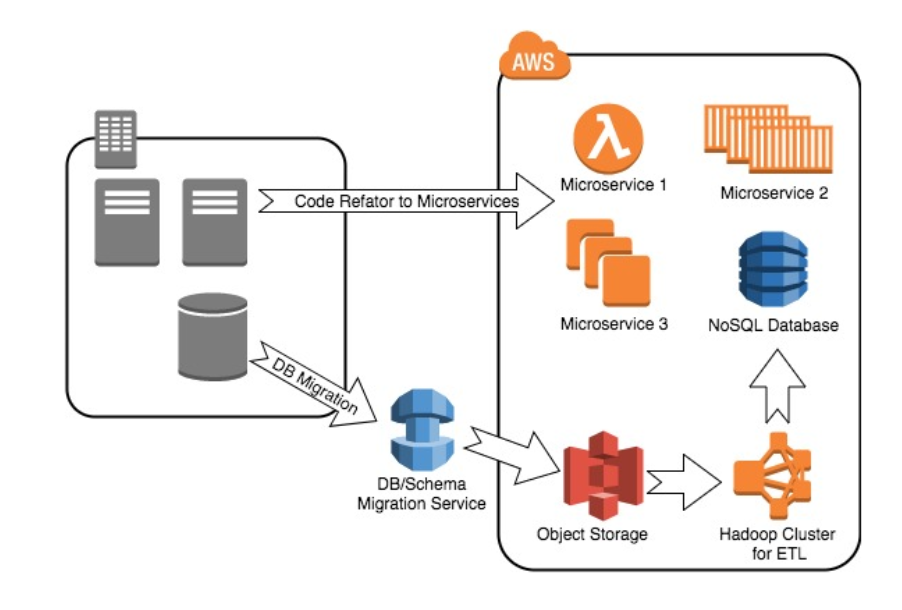 AWS
Microservice 1
Microservice 2
Code Refator to Microservices
Microservice 3
NoSQL Database
DB Migration
DB/Schema
Migration Service
Object Storage
Hadoop Cluster
for ETL